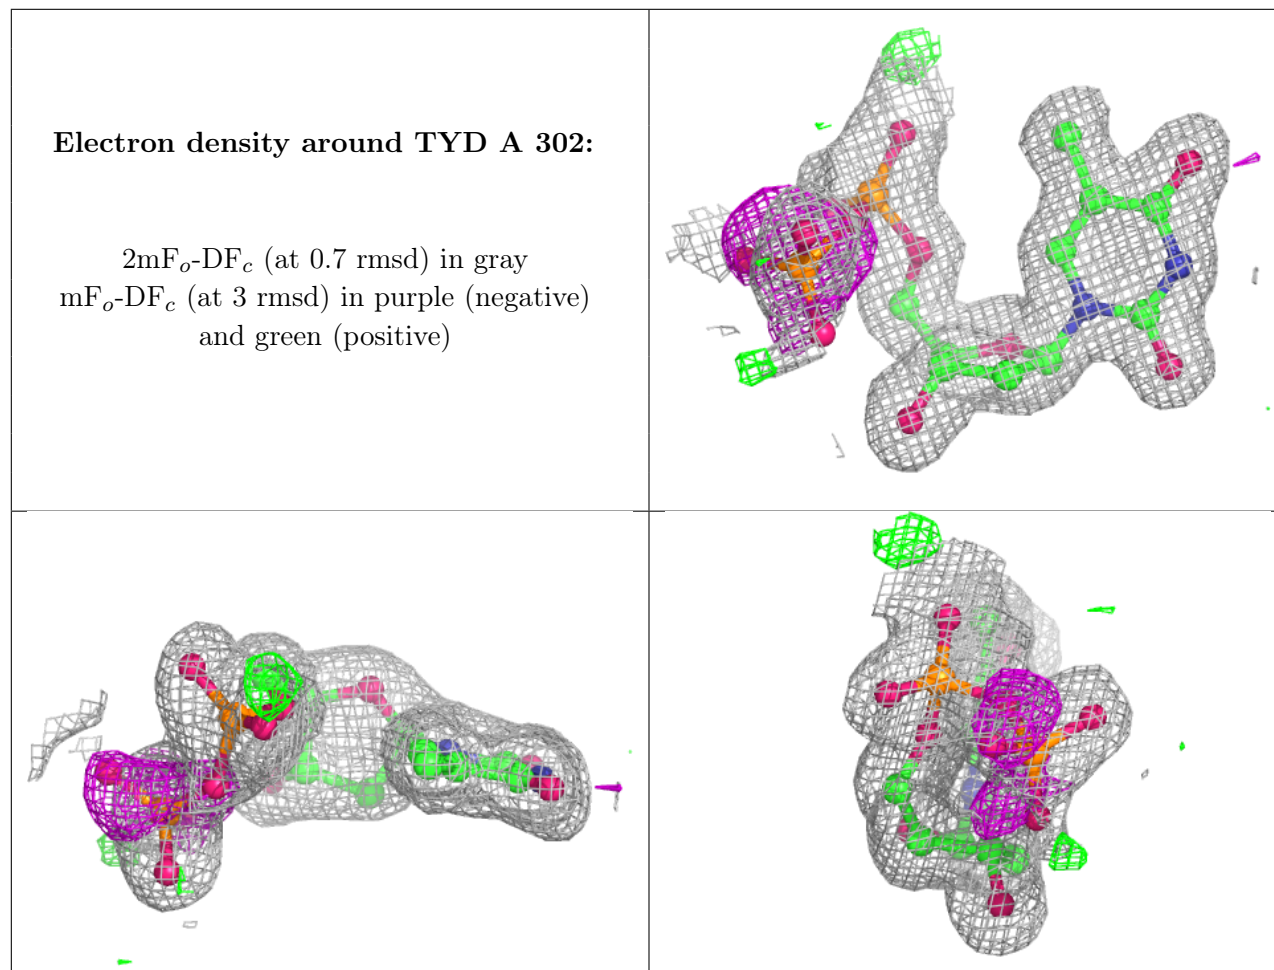 Electron density around TYD A 302:
2mFo-DFc (at 0.7 rmsd) in gray
mFo-DFc (at 3 rmsd) in purple (negative)
and green (positive)